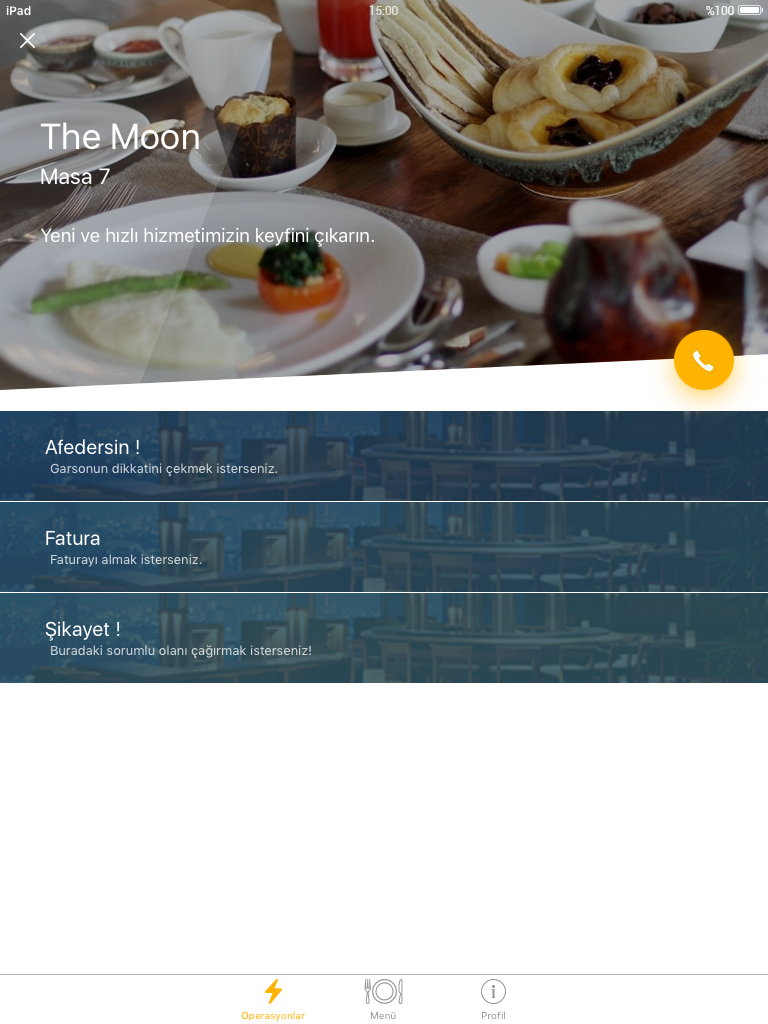 iPad
15:00
%100
The Moon
Masa 7
Yeni ve hızlı hizmetimizin keyfini çıkarın.
Afedersin !
Garsonun dikkatini çekmek isterseniz.
Fatura
Faturayı almak isterseniz.
Şikayet !
Buradaki sorumlu olanı çağırmak isterseniz!
Operasyonlar
Menü
Profil